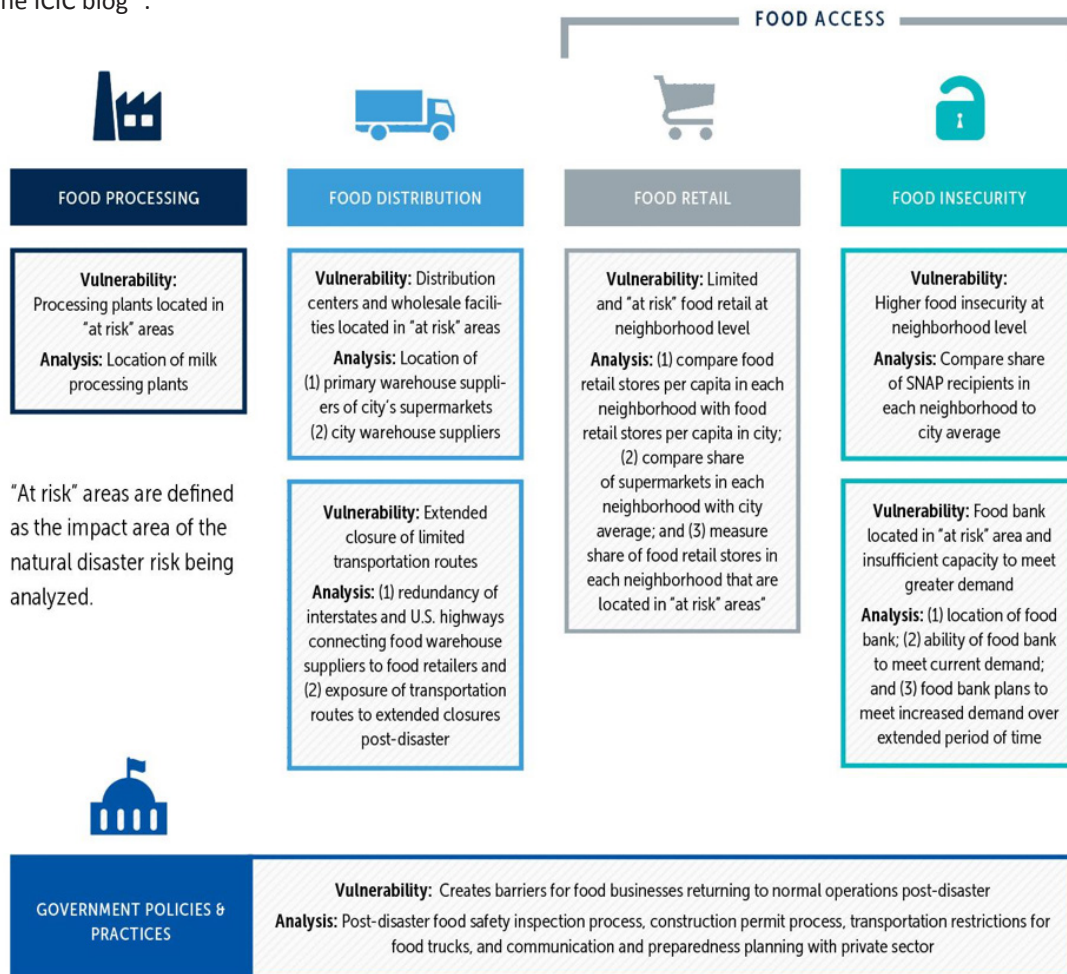 the ICIC blog .
FOOD ACCESS
FOOD PROCESSING
Vulnerability:
Processing plants located in
"at risk" areas
Analysis: Location of milk
processing plants
"At risk" areas are defined
as the impact area of the
natural disaster risk being
analyzed.
FOOD DISTRIBUTION
Vulnerability: Distribution
centers and wholesale facili-
ties located in "at risk" areas
Analysis: Location of
(1) primary warehouse suppli-
ers of city's supermarkets
(2) city warehouse suppliers
Vulnerability: Extended
closure of limited
transportation routes
Analysis: (1) redundancy of
interstates and U.S. highways
connecting food warehouse
suppliers to food retailers and
(2) exposure of transportation
routes to extended closures
post-disaster
FOOD RETAIL
Vulnerability: Limited
and "at risk" food retail at
neighborhood level
Analysis: (1) compare food
retail stores per capita in each
neighborhood with food
retail stores per capita in city;
(2) compare share
of supermarkets in each
neighborhood with city
average; and (3) measure
share of food retail stores in
each neighborhood that are
located in "at risk" areas"
FOOD INSECURITY
Vulnerability:
Higher food insecurity at
neighborhood level
Analysis: Compare share
of SNAP recipients in
each neighborhood to
city average
Vulnerability: Food bank
located in "at risk" area and
insufficient capacity to meet
greater demand
Analysis: (1) location of food
bank; (2) ability of food bank
to meet current demand;
and (3) food bank plans to
meet increased demand over
extended period of time
GOVERNMENT POLICIES &
PRACTICES
Vulnerability: Creates barriers for food businesses returning to normal operations post-disaster
Analysis: Post-disaster food safety inspection process, construction permit process, transportation restrictions for
food trucks, and communication and preparedness planning with private sector